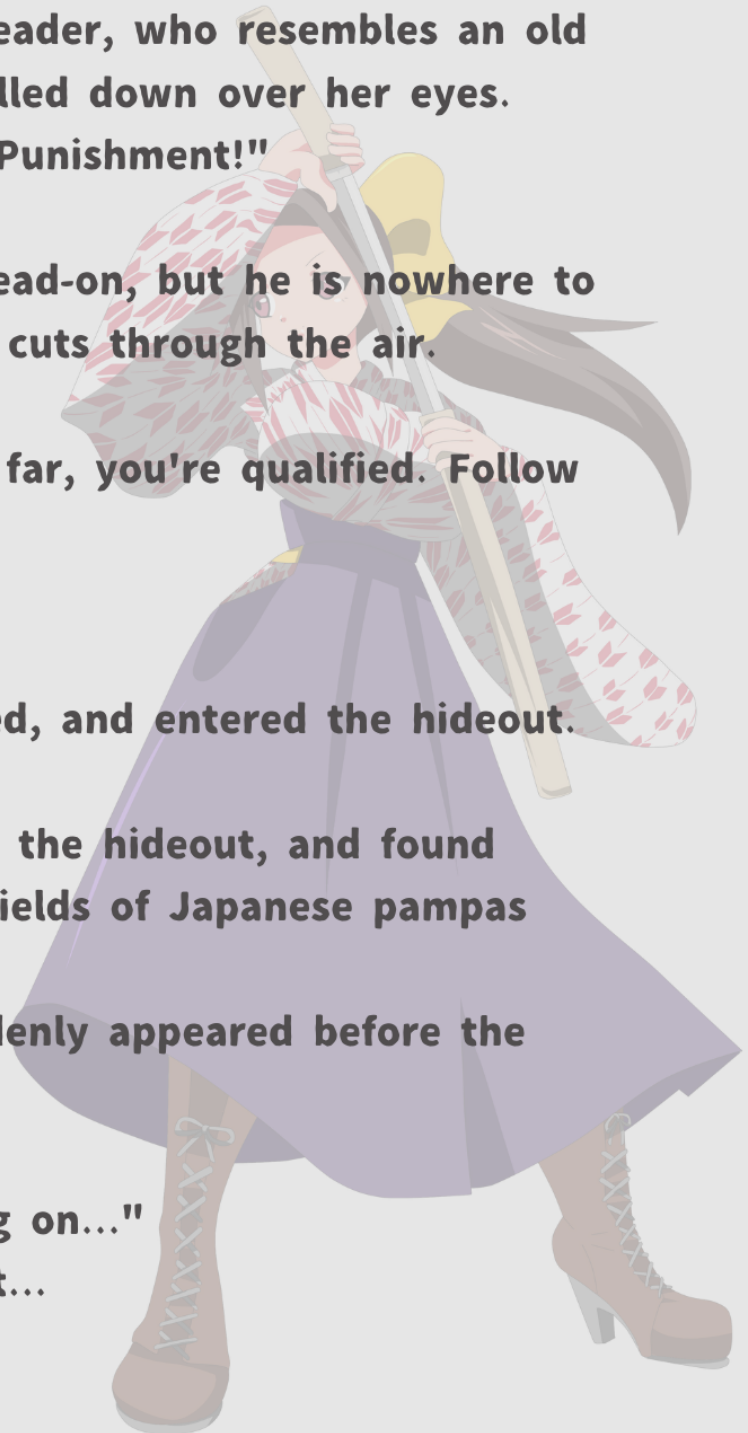 eader, who resembles an old
lled down over her eyes.
Punishment!"
ead-on, but he is nowhere to
cuts through the air.
far, you're qualified. Follow
ed, and entered the hideout.
the hideout, and found
ields of Japanese pampas
denly appeared before the
g on..."
t...